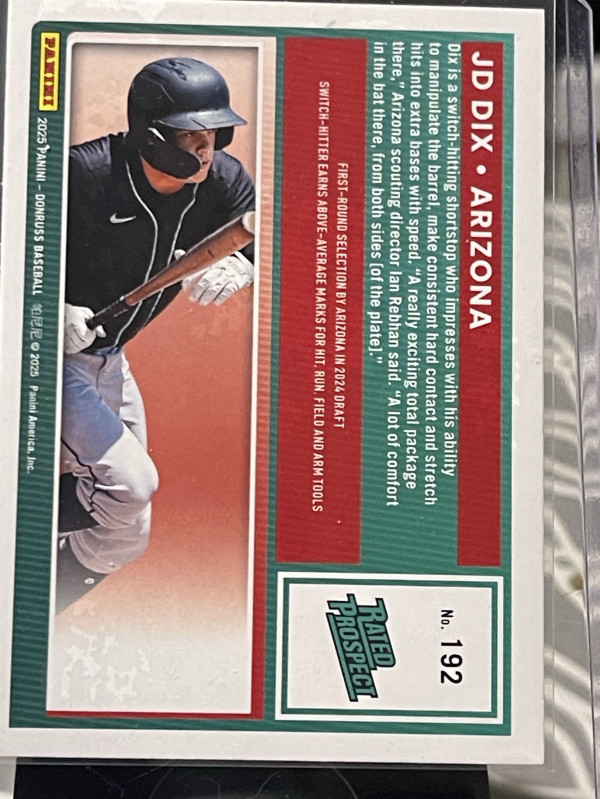 JD DIX • ARIZONA
Dix is a switch-hitting shortstop who impresses with his ability
to manipulate the barrel, make consistent hard contact and stretch
hits into extra bases with speed. “A really exciting total package
there,” Arizona scouting director Ian Rebhan said. “A lot of comfort
in the bat there, from both sides [of the plate].”
FIRST-ROUND SELECTION BY ARIZONA IN 2024 DRAFT
SWITCH-HITTER EARNS ABOVE-AVERAGE MARKS FOR HIT, RUN, FIELD AND ARM TOOLS
No. 192
RATED
PROSPECT
PANINI
2025 PANINI – DONRUSS BASEBALL 帕尼尼 © 2025 Panini America, Inc.